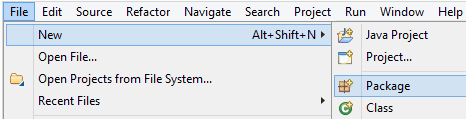 File Edit Source Refactor Navigate Search Project Run Window Help
New Alt+Shift+N Java Project
Open File... Project...
Open Projects from File System... Package
Recent Files Class